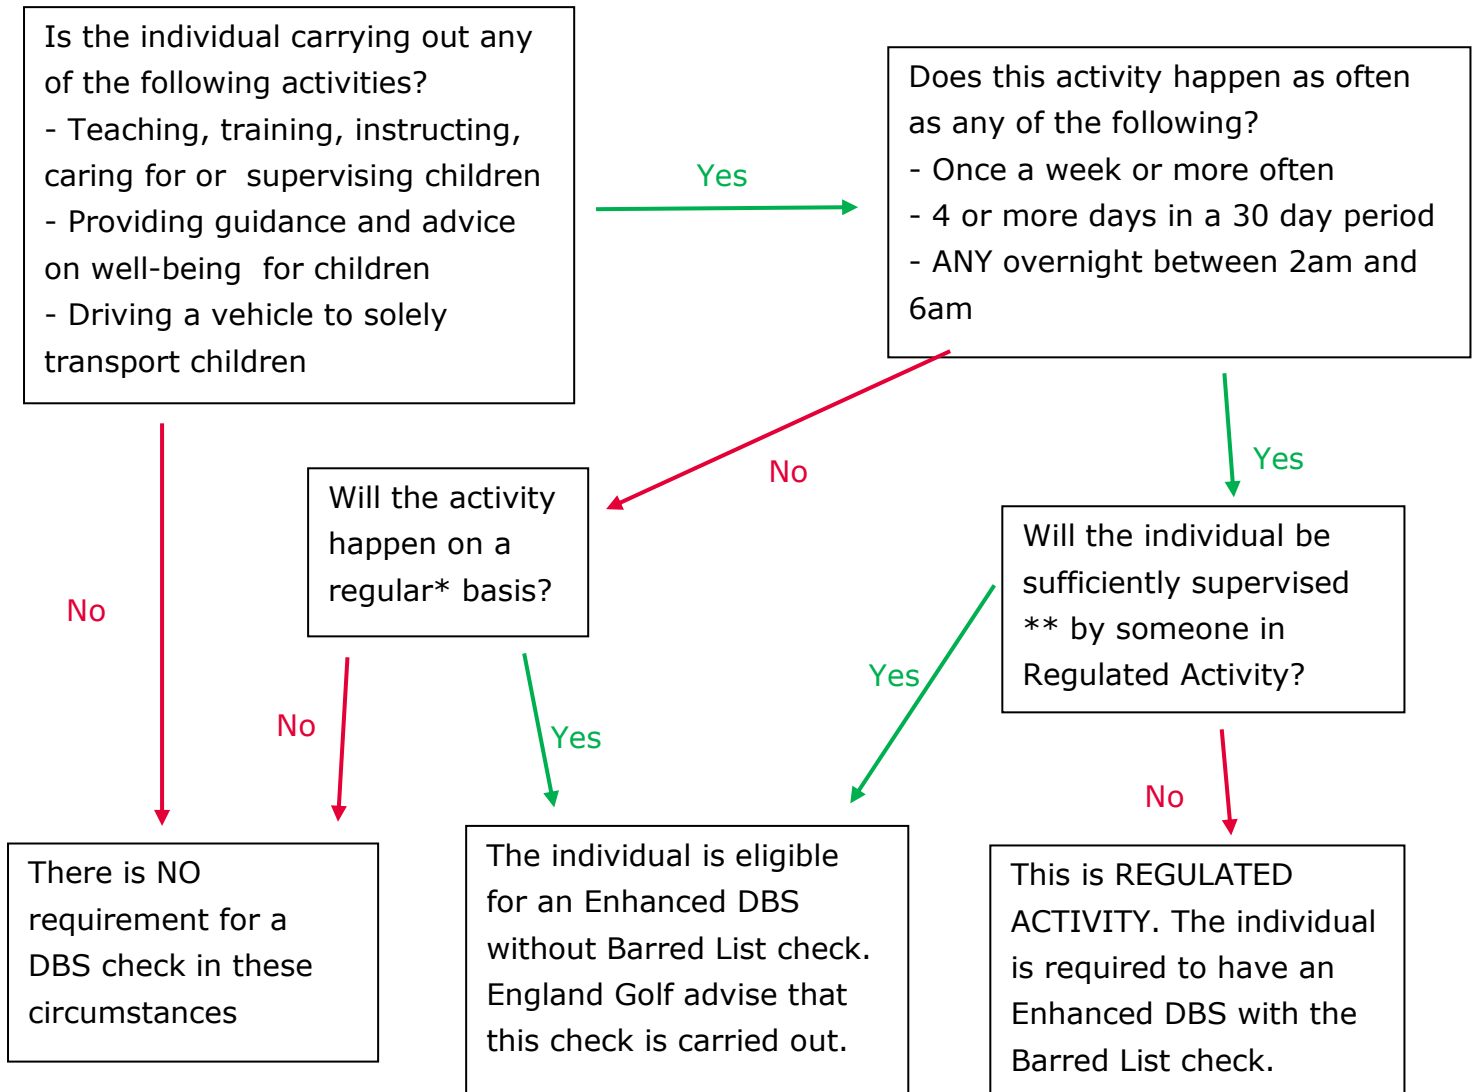 Is the individual carrying out any
of the following activities?
- Teaching, training, instructing,
caring for or  supervising children
- Providing guidance and advice
on well-being  for children
- Driving a vehicle to solely
transport children
Yes
Does this activity happen as often
as any of the following?
- Once a week or more often
- 4 or more days in a 30 day period
- ANY overnight between 2am and
6am
No
Yes
Will the activity
happen on a
regular* basis?
Will the individual be
sufficiently supervised
** by someone in
Regulated Activity?
No
No
Yes
Yes
No
There is NO
requirement for a
DBS check in these
circumstances
The individual is eligible
for an Enhanced DBS
without Barred List check.
England Golf advise that
this check is carried out.
This is REGULATED
ACTIVITY. The individual
is required to have an
Enhanced DBS with the
Barred List check.